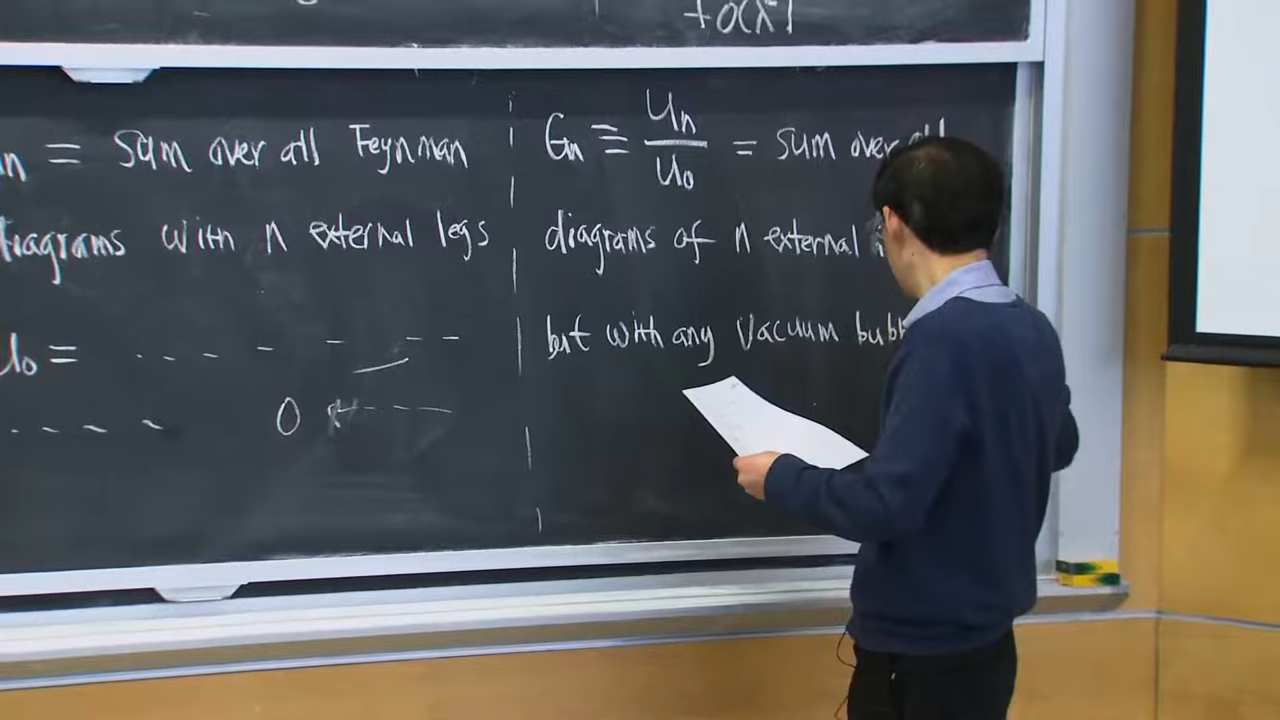 + O(λ²)
n = sum over all Feynman
diagrams with n external legs
U₀ =
0
Gₙ ≡ Uₙ / U₀ = sum over all
diagrams of n external
but with any vacuum